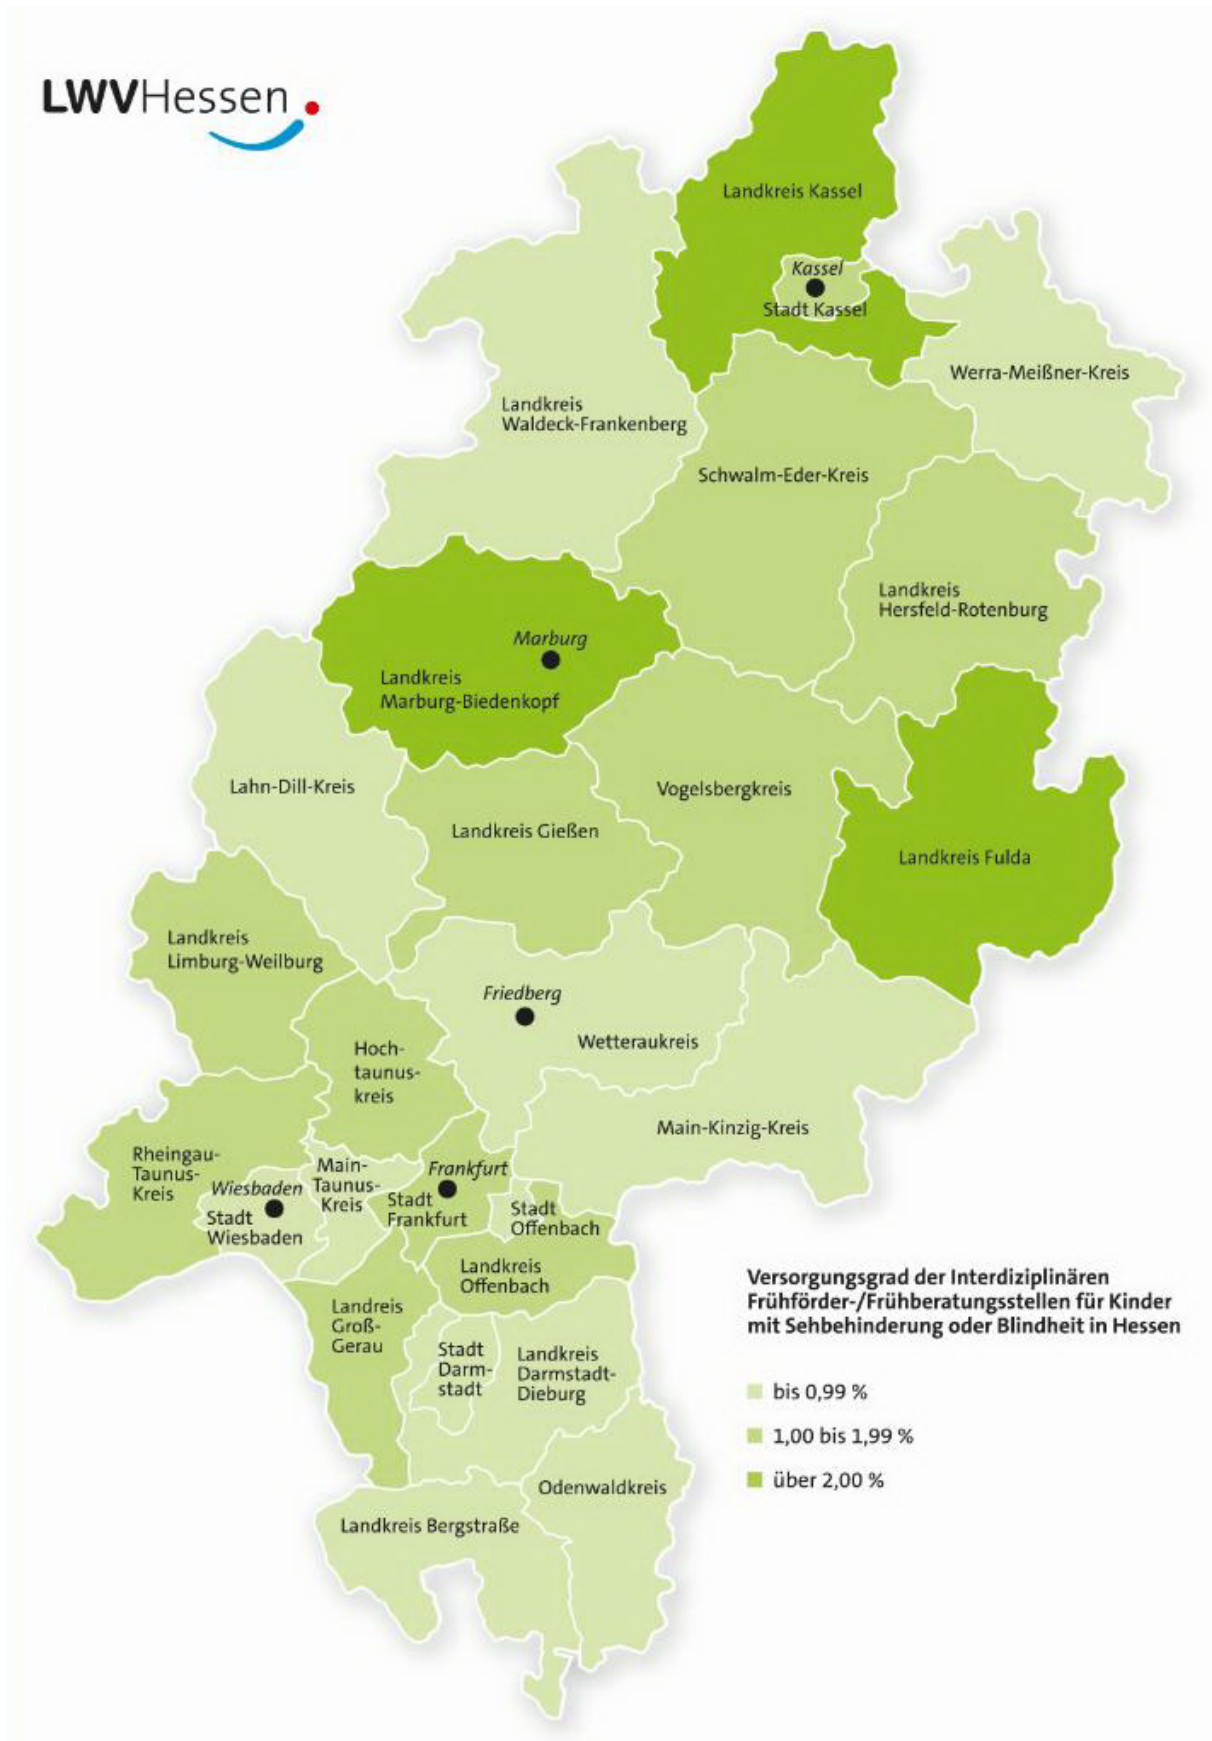 LWVHessen
Landkreis Kassel
Kassel
Stadt Kassel
Werra-Meißner-Kreis
Landkreis
Waldeck-Frankenberg
Schwalm-Eder-Kreis
Landkreis
Hersfeld-Rotenburg
Marburg
Landkreis
Marburg-Biedenkopf
Lahn-Dill-Kreis
Vogelsbergkreis
Landkreis Gießen
Landkreis Fulda
Landkreis
Limburg-Weilburg
Friedberg
Wetteraukreis
Hoch-
taunus-
kreis
Main-Kinzig-Kreis
Rheingau-
Taunus-
Kreis
Wiesbaden
Stadt
Wiesbaden
Main-
Taunus-
Kreis
Frankfurt
Stadt
Frankfurt
Stadt
Offenbach
Landkreis
Offenbach
Landreis
Groß-
Gerau
Stadt
Darm-
stadt
Landkreis
Darmstadt-
Dieburg
Odenwaldkreis
Landkreis Bergstraße
Versorgungsgrad der Interdiziplinären
Frühförder-/Frühberatungsstellen für Kinder
mit Sehbehinderung oder Blindheit in Hessen
bis 0,99 %
1,00 bis 1,99 %
über 2,00 %